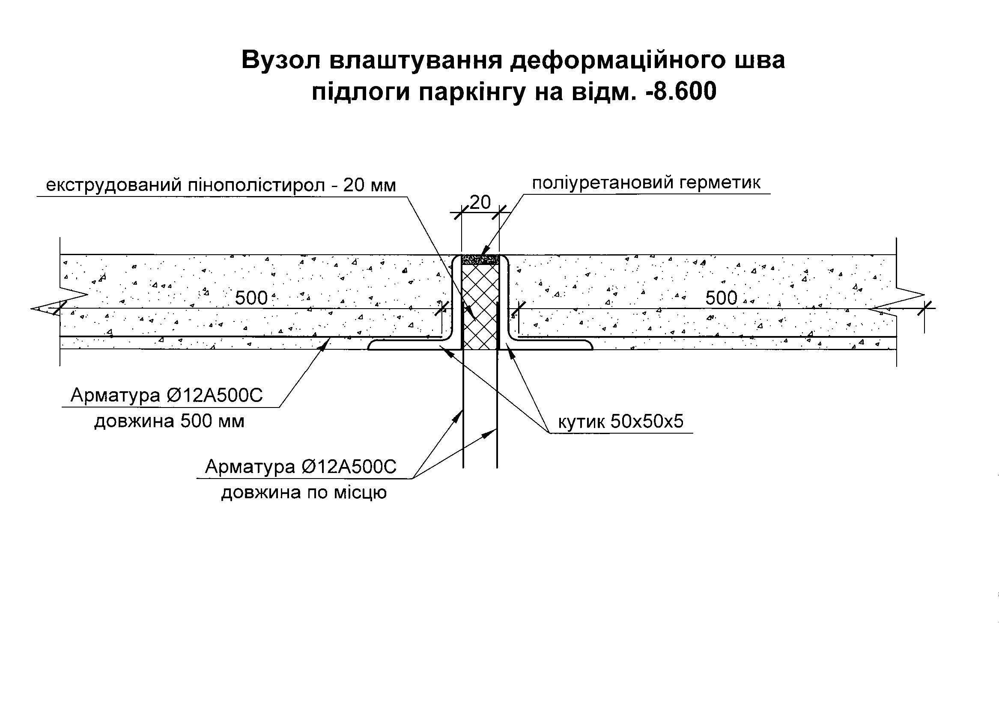 Вузол влаштування деформаційного шва
підлоги паркінгу на відм. -8.600
екструдований пінополістирол - 20 мм
поліуретановий герметик
20
500
500
Арматура Ø12А500С
довжина 500 мм
кутик 50х50х5
Арматура Ø12А500С
довжина по місцю